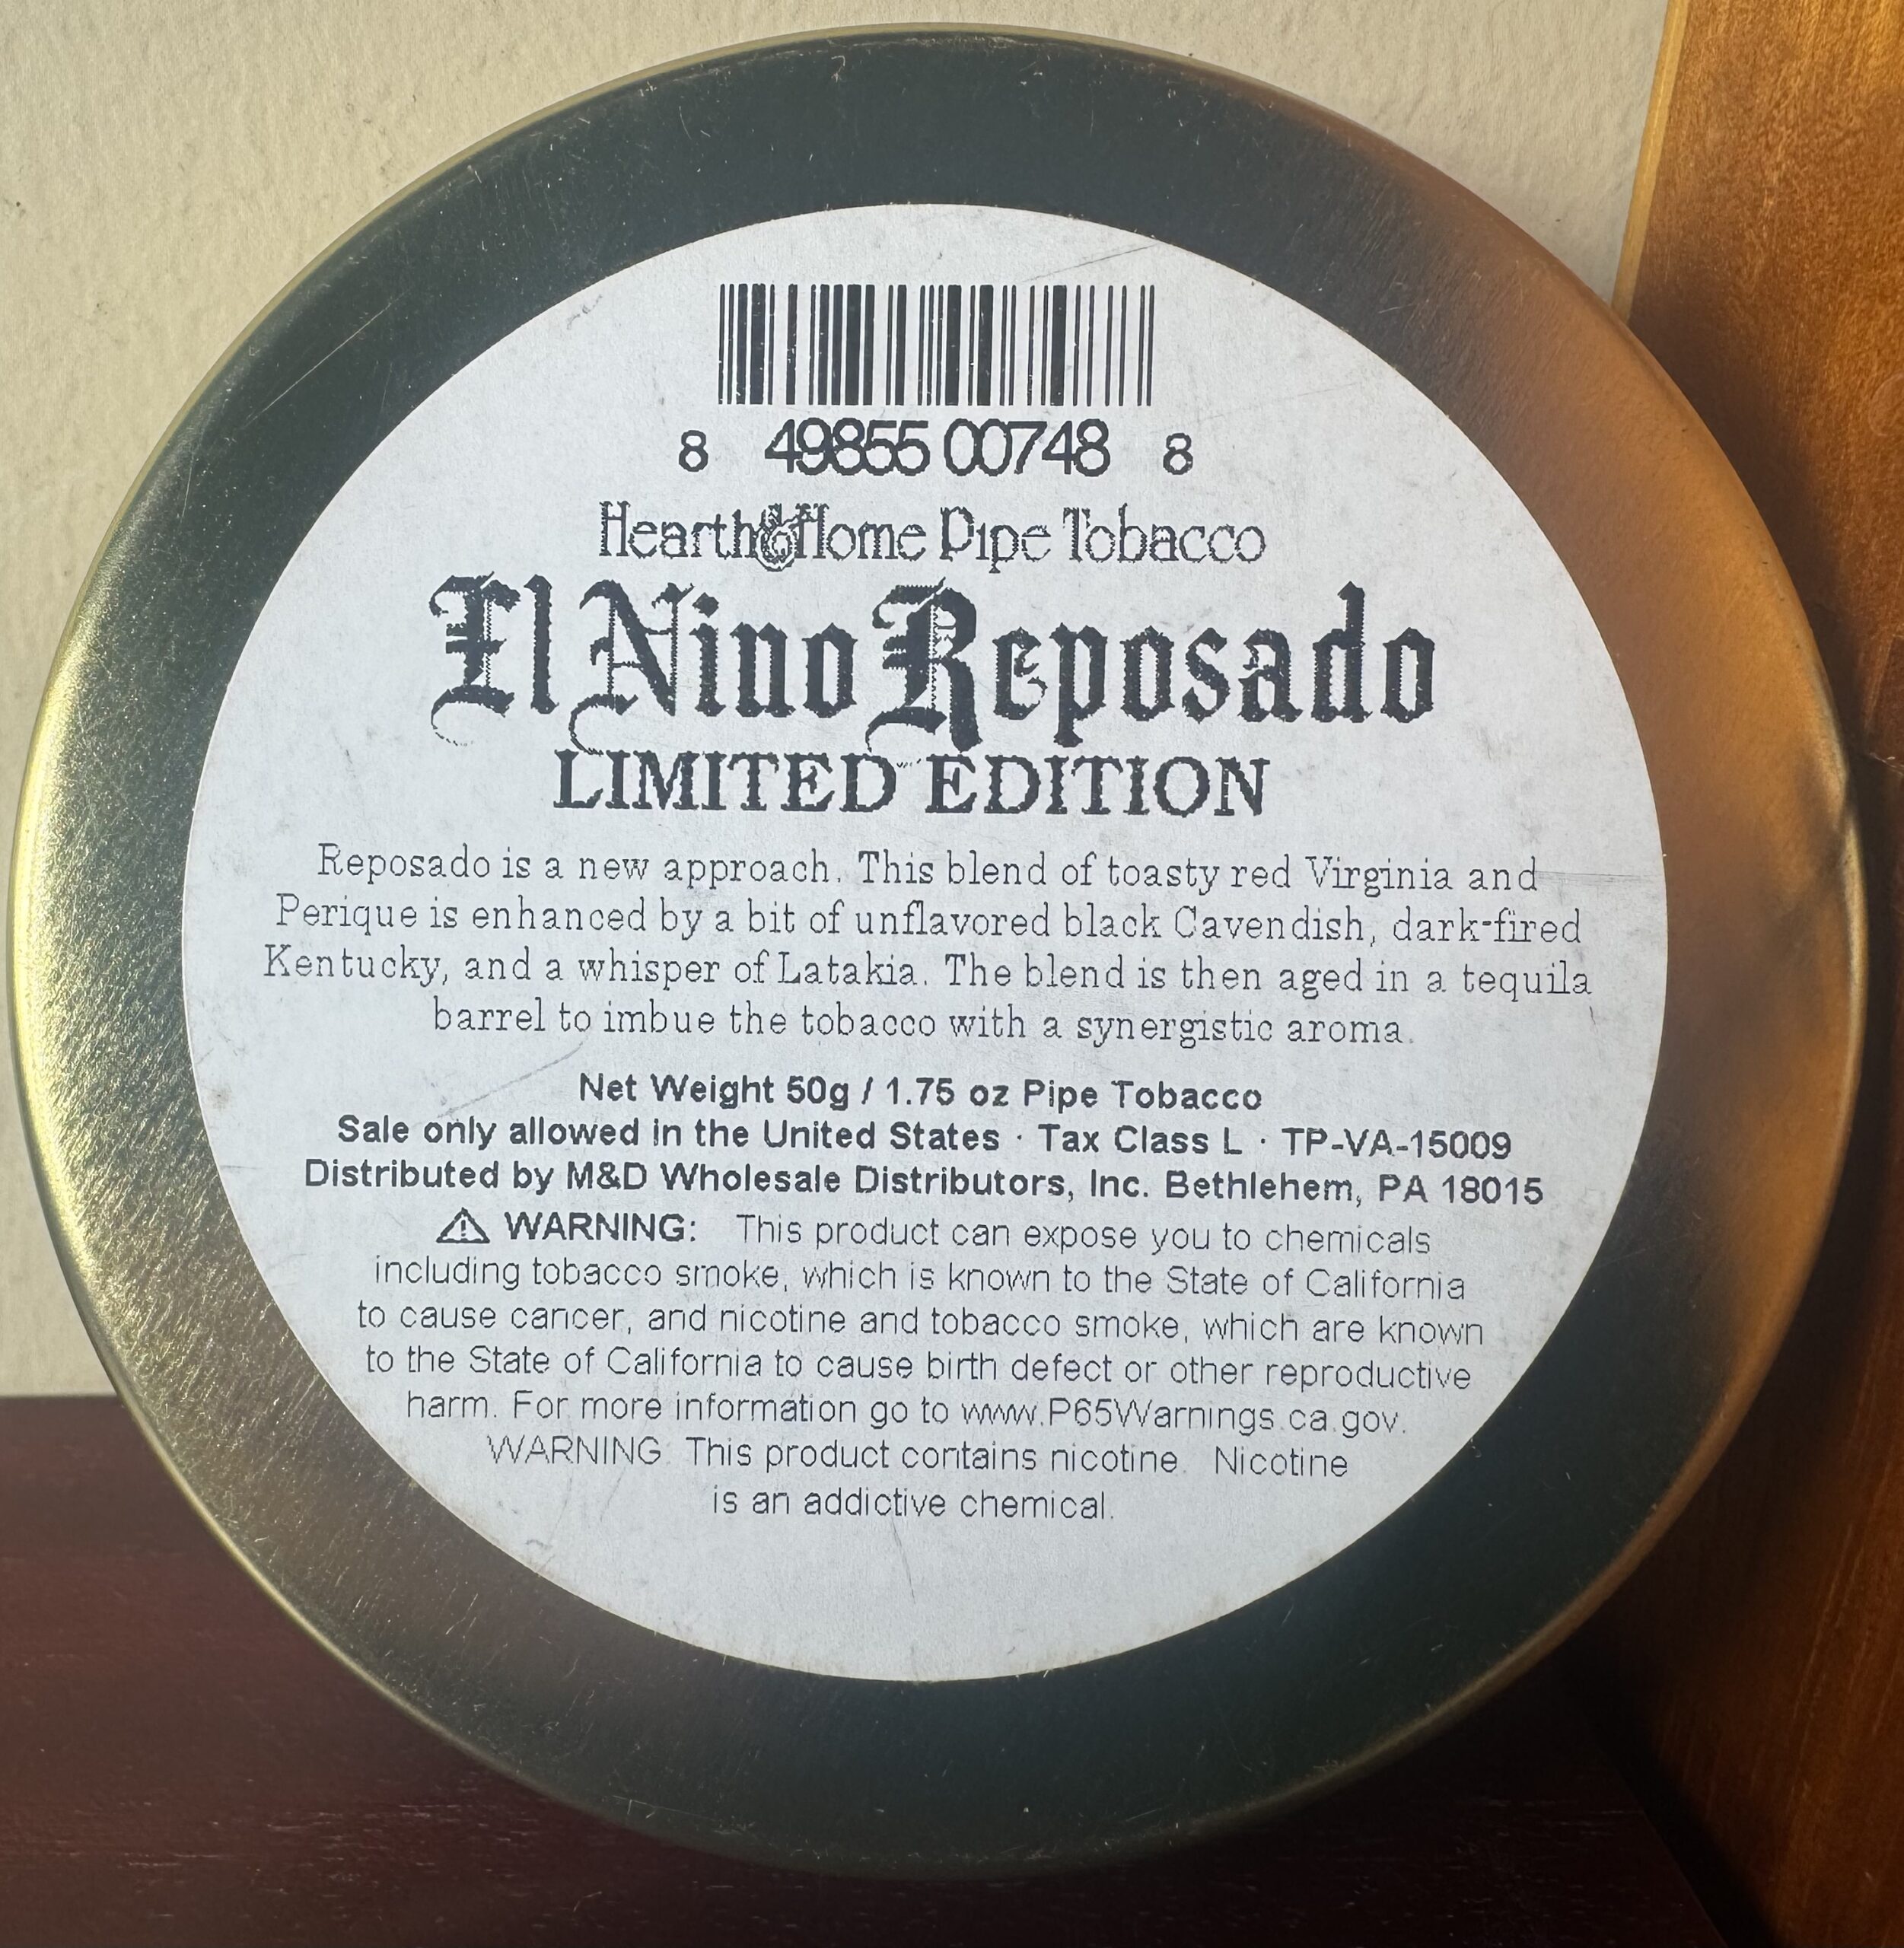 8 49855 00748 8
Hearth & Home Pipe Tobacco
El Nino Reposado
LIMITED EDITION
Reposado is a new approach. This blend of toasty red Virginia and
Perique is enhanced by a bit of unflavored black Cavendish, dark-fired
Kentucky, and a whisper of Latakia. The blend is then aged in a tequila
barrel to imbue the tobacco with a synergistic aroma.
Net Weight 50g / 1.75 oz Pipe Tobacco
Sale only allowed in the United States · Tax Class L · TP-VA-15009
Distributed by M&D Wholesale Distributors, Inc. Bethlehem, PA 18015
⚠ WARNING: This product can expose you to chemicals
including tobacco smoke, which is known to the State of California
to cause cancer, and nicotine and tobacco smoke, which are known
to the State of California to cause birth defect or other reproductive
harm. For more information go to www.P65Warnings.ca.gov.
WARNING. This product contains nicotine. Nicotine
is an addictive chemical.